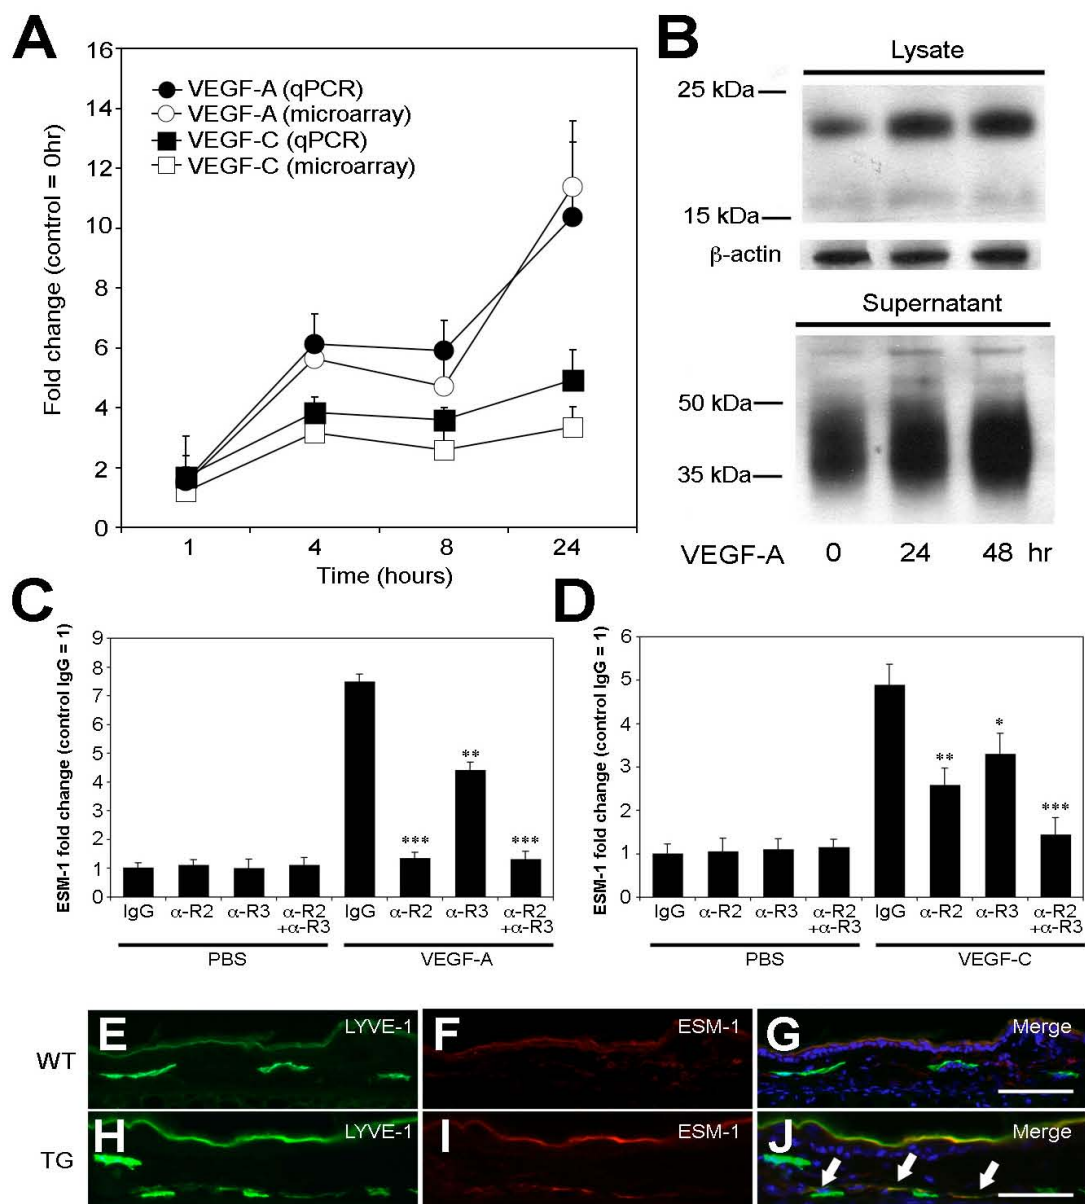 A
Fold change (control = 0hr)
16
14
12
10
8
6
4
2
0
VEGF-A (qPCR)
VEGF-A (microarray)
VEGF-C (qPCR)
VEGF-C (microarray)
1 4 8 24
Time (hours)
B
Lysate
25 kDa
15 kDa
β-actin
Supernatant
50 kDa
35 kDa
VEGF-A 0 24 48 hr
C
ESM-1 fold change (control IgG = 1)
9
8
7
6
5
4
3
2
1
0
***
**
***
IgG α-R2 α-R3 α-R2 +α-R3 IgG α-R2 α-R3 α-R2 +α-R3
PBS VEGF-A
D
ESM-1 fold change (control IgG = 1)
6
5
4
3
2
1
0
**
*
***
IgG α-R2 α-R3 α-R2 +α-R3 IgG α-R2 α-R3 α-R2 +α-R3
PBS VEGF-C
WT
E LYVE-1
F ESM-1
G Merge
TG
H LYVE-1
I ESM-1
J Merge